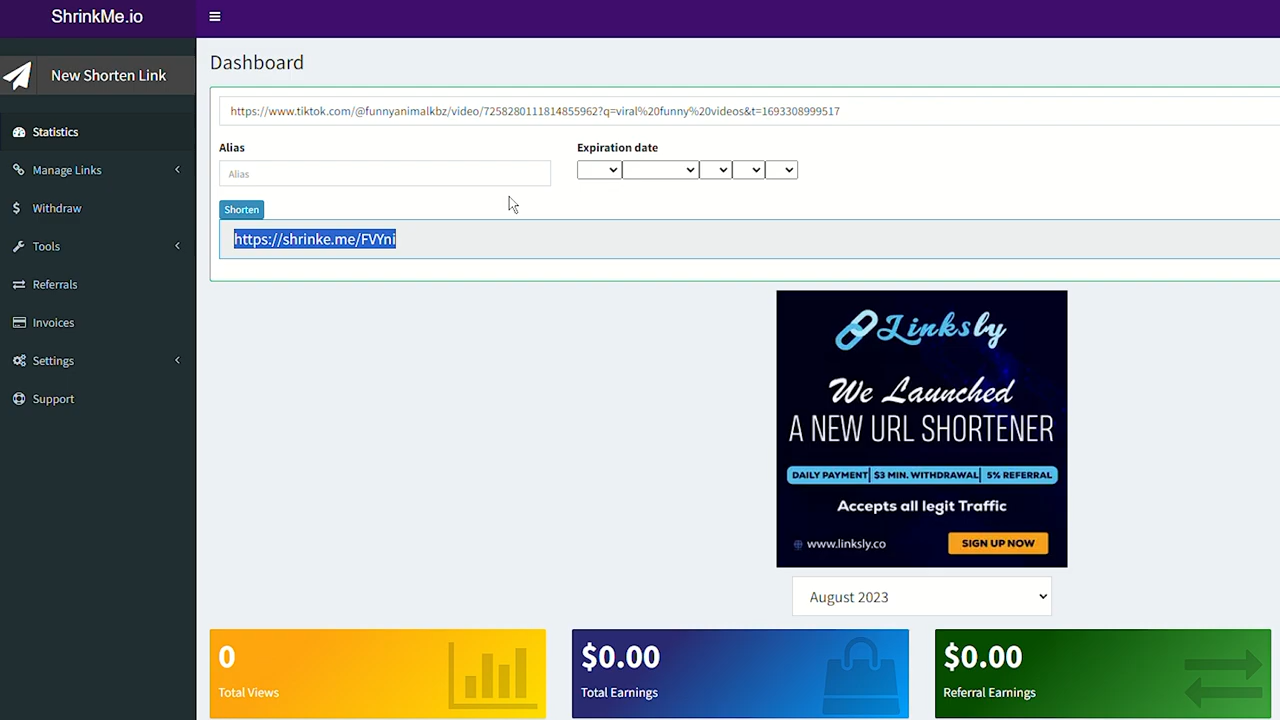 ShrinkMe.io
New Shorten Link
Statistics
Manage Links
Withdraw
Tools
Referrals
Invoices
Settings
Support
Dashboard
https://www.tiktok.com/@funnyanimalkbz/video/7258280111814855962?q=viral%20funny%20videos&t=1693308999517
Alias
Expiration date
Alias
Shorten
https://shrinke.me/FVYni
Linksly
We Launched
A NEW URL SHORTENER
DAILY PAYMENT| $3 MIN. WITHDRAWAL| 5% REFERRAL
Accepts all legit Traffic
www.linksly.co SIGN UP NOW
August 2023
0
Total Views
$0.00
Total Earnings
$0.00
Referral Earnings